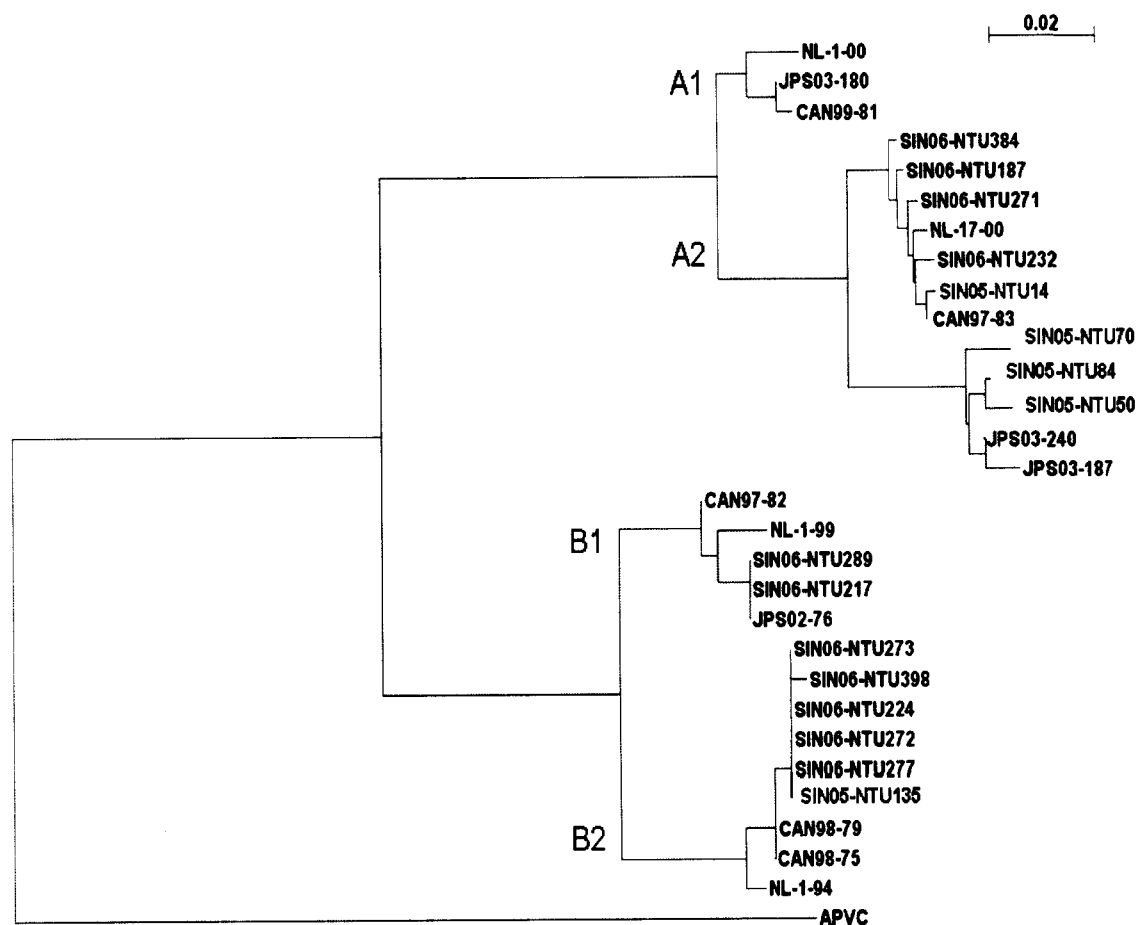 0.02
NL-1-00
A1
JPS03-180
CAN99-81
SIN06-NTU384
SIN06-NTU187
SIN06-NTU271
NL-17-00
A2
SIN06-NTU232
SIN05-NTU14
CAN97-83
SIN05-NTU70
SIN05-NTU84
SIN05-NTU50
JPS03-240
JPS03-187
CAN97-82
NL-1-99
B1
SIN06-NTU289
SIN06-NTU217
JPS02-76
SIN06-NTU273
SIN06-NTU398
SIN06-NTU224
SIN06-NTU272
SIN06-NTU277
SIN05-NTU135
CAN98-79
B2
CAN98-75
NL-1-94
APVC